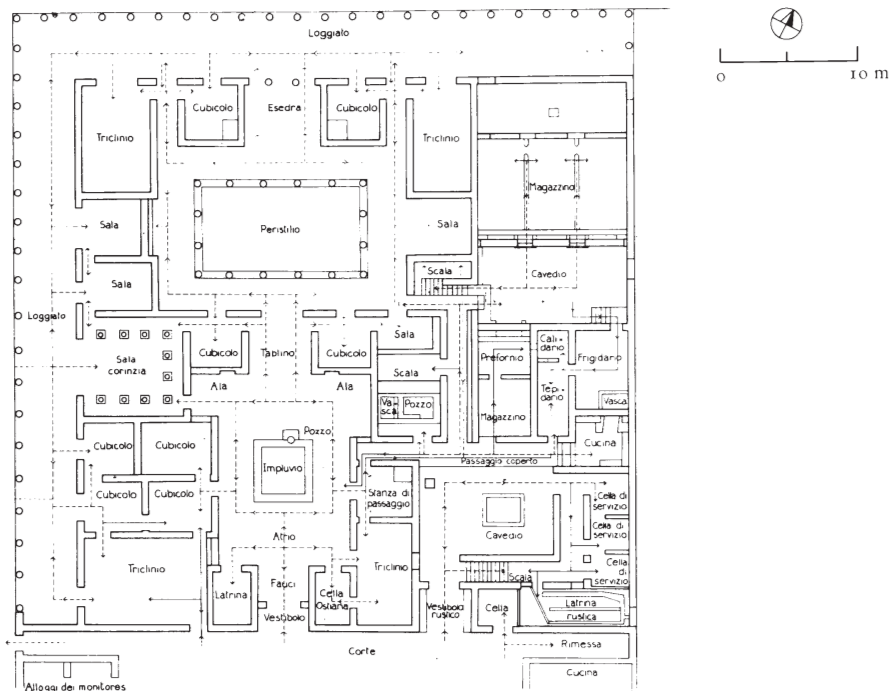 Loggiato
0 10 m
Cubicolo
Esedra
Cubicolo
Triclinio
Triclinio
Magazzino
Sala
Peristilio
Sala
Sala
Scala
Cavedio
Loggiato
Sala corinzia
Cubicolo
Tablino
Cubicolo
Sala
Prefornio
Cali-
dario
Frigidario
Ala
Ala
Scala
Tepi-
dario
Va-
sca
Pozzo
Magazzino
Vasca
Cubicolo
Cubicolo
Pozzo
Cucina
Impluvio
Passaggio coperto
Cubicolo
Cubicolo
Stanza di
passaggio
Cella di
servizio
Atrio
Cavedio
Cella di
servizio
Triclinio
Triclinio
Cella
di
servizio
Latrina
Fauci
Cella
Ostiaria
Scala
Vestibolo
Vestibolo
rustico
Cella
Latrina
rustica
Corte
Rimessa
Cucina
Alloggi dei monitores